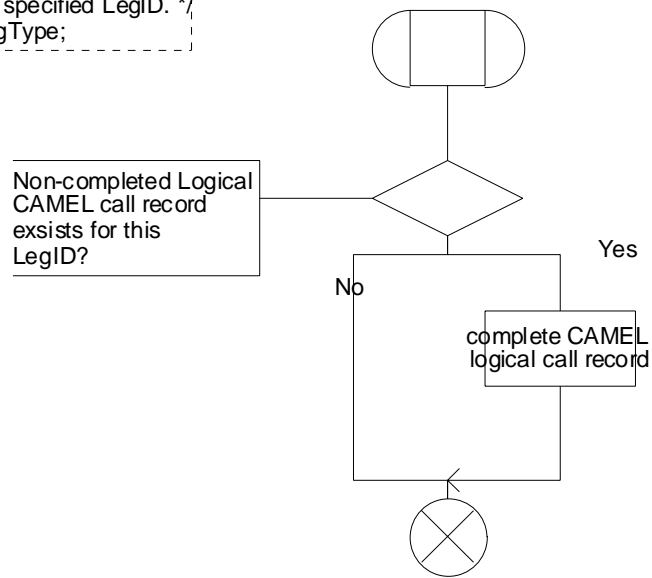 specified LegID. */
gType;
Non-completed Logical
CAMEL call record
exsists for this
LegID?
Yes
No
complete CAMEL
logical call record